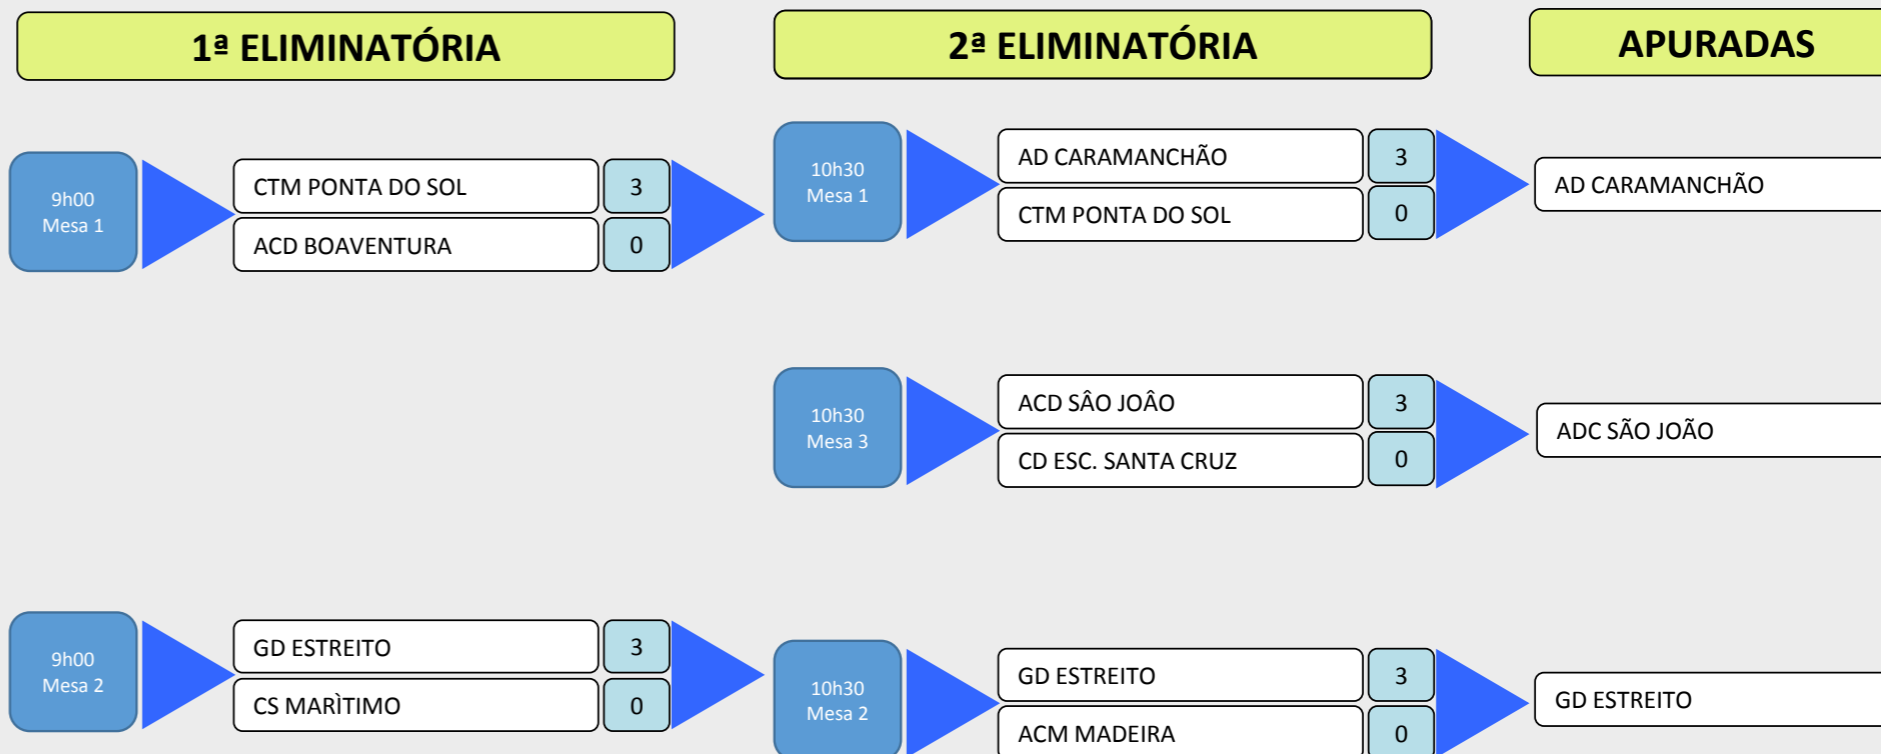 1ª ELIMINATÓRIA
2ª ELIMINATÓRIA
APURADAS
9h00
Mesa 1
CTM PONTA DO SOL 3
ACD BOAVENTURA 0
10h30
Mesa 1
AD CARAMANCHÃO 3
CTM PONTA DO SOL 0
AD CARAMANCHÃO
10h30
Mesa 3
ACD SÂO JOÂO 3
CD ESC. SANTA CRUZ 0
ADC SÃO JOÃO
9h00
Mesa 2
GD ESTREITO 3
CS MARÌTIMO 0
10h30
Mesa 2
GD ESTREITO 3
ACM MADEIRA 0
GD ESTREITO